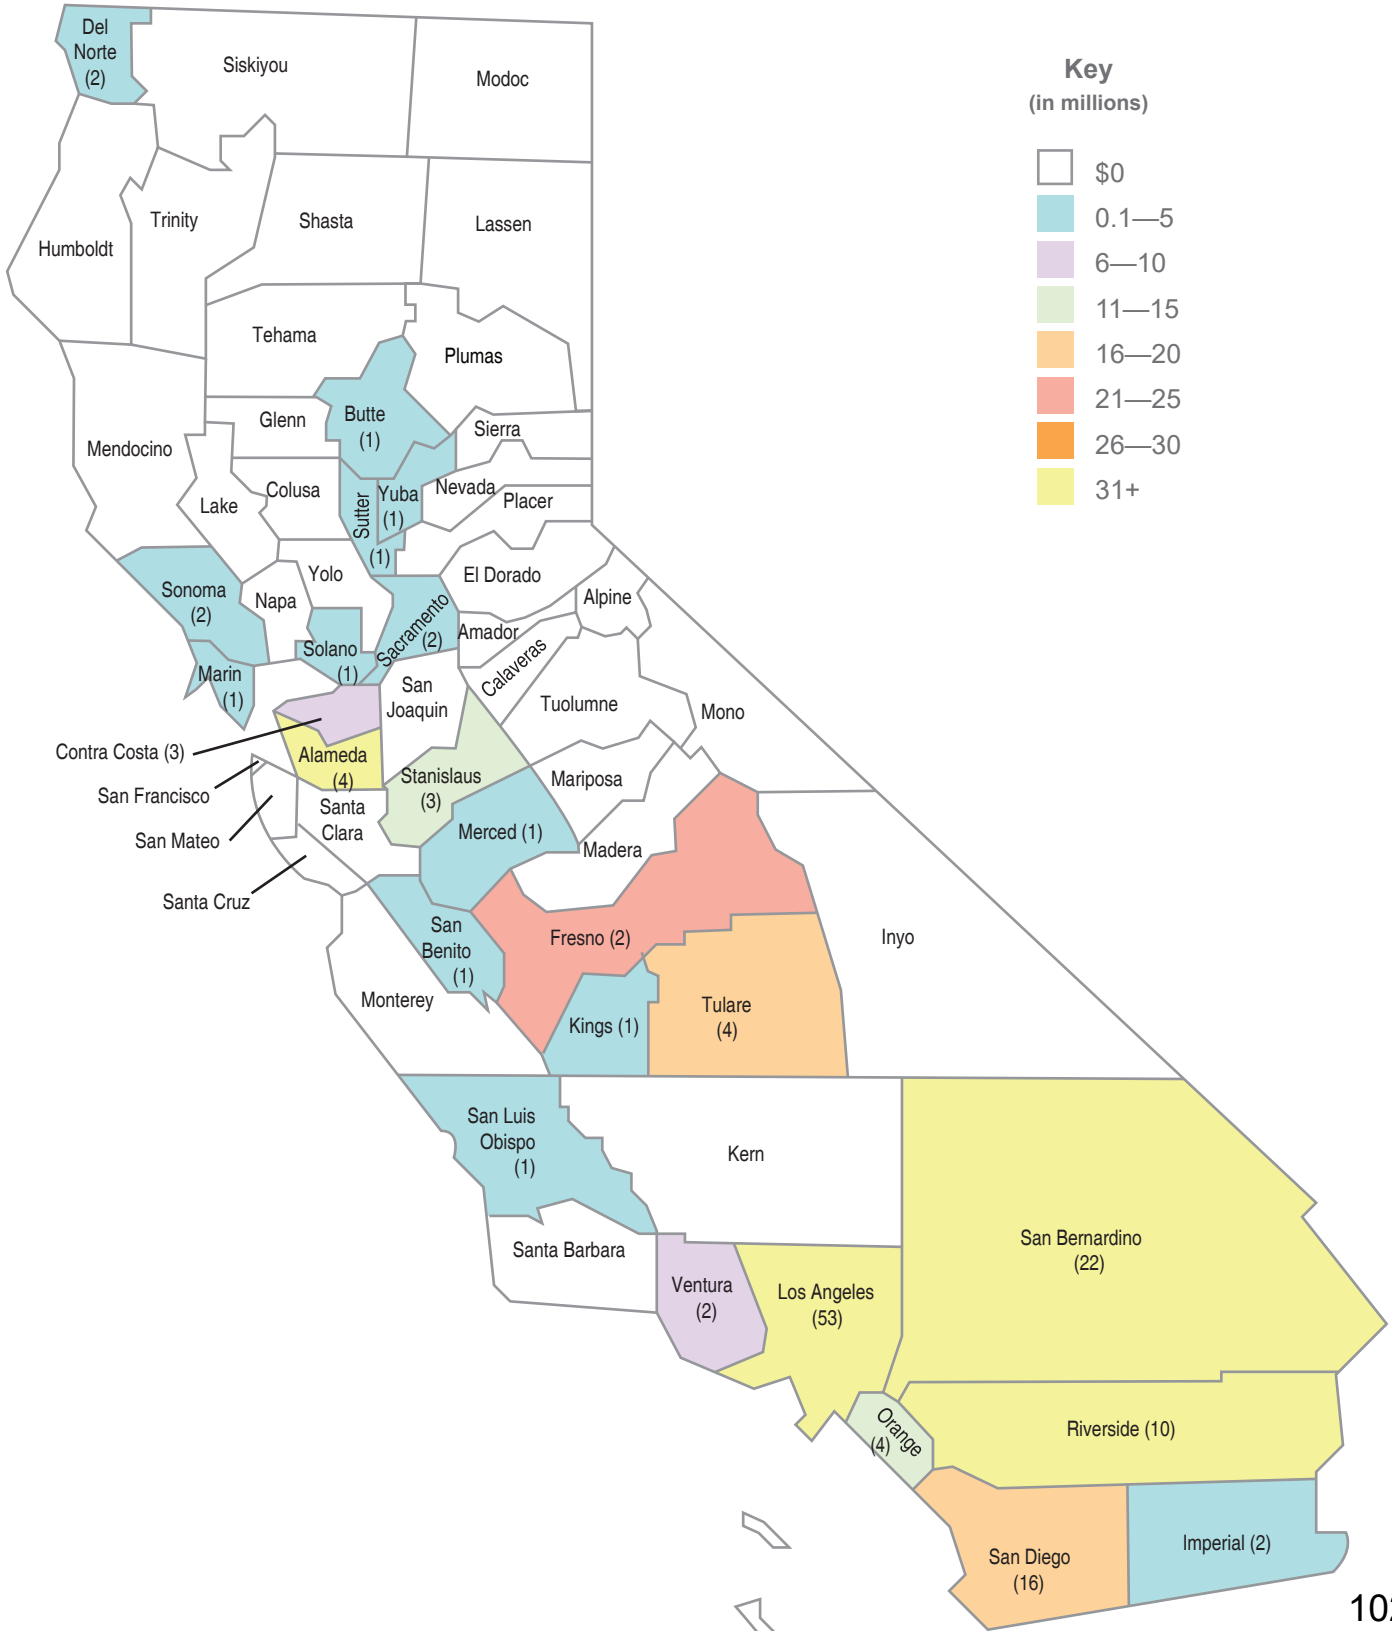 Del
Norte
(2)
Siskiyou
Modoc
Key
(in millions)
$0
0.1—5
6—10
11—15
16—20
21—25
26—30
31+
Humboldt
Trinity
Shasta
Lassen
Tehama
Plumas
Mendocino
Glenn
Butte
(1)
Sierra
Lake
Colusa
Sutter
(1)
Yuba
(1)
Nevada
Placer
Sonoma
(2)
Napa
Yolo
El Dorado
Alpine
Marin
(1)
Solano
(1)
Sacramento
(2)
Amador
Calaveras
San
Joaquin
Tuolumne
Mono
Contra Costa (3)
Alameda
(4)
Stanislaus
(3)
Mariposa
San Francisco
San Mateo
Santa
Clara
Merced (1)
Madera
Santa Cruz
San
Benito
(1)
Fresno (2)
Inyo
Monterey
Kings (1)
Tulare
(4)
San Luis
Obispo
(1)
Kern
Santa Barbara
Ventura
(2)
Los Angeles
(53)
San Bernardino
(22)
Orange
(4)
Riverside (10)
San Diego
(16)
Imperial (2)